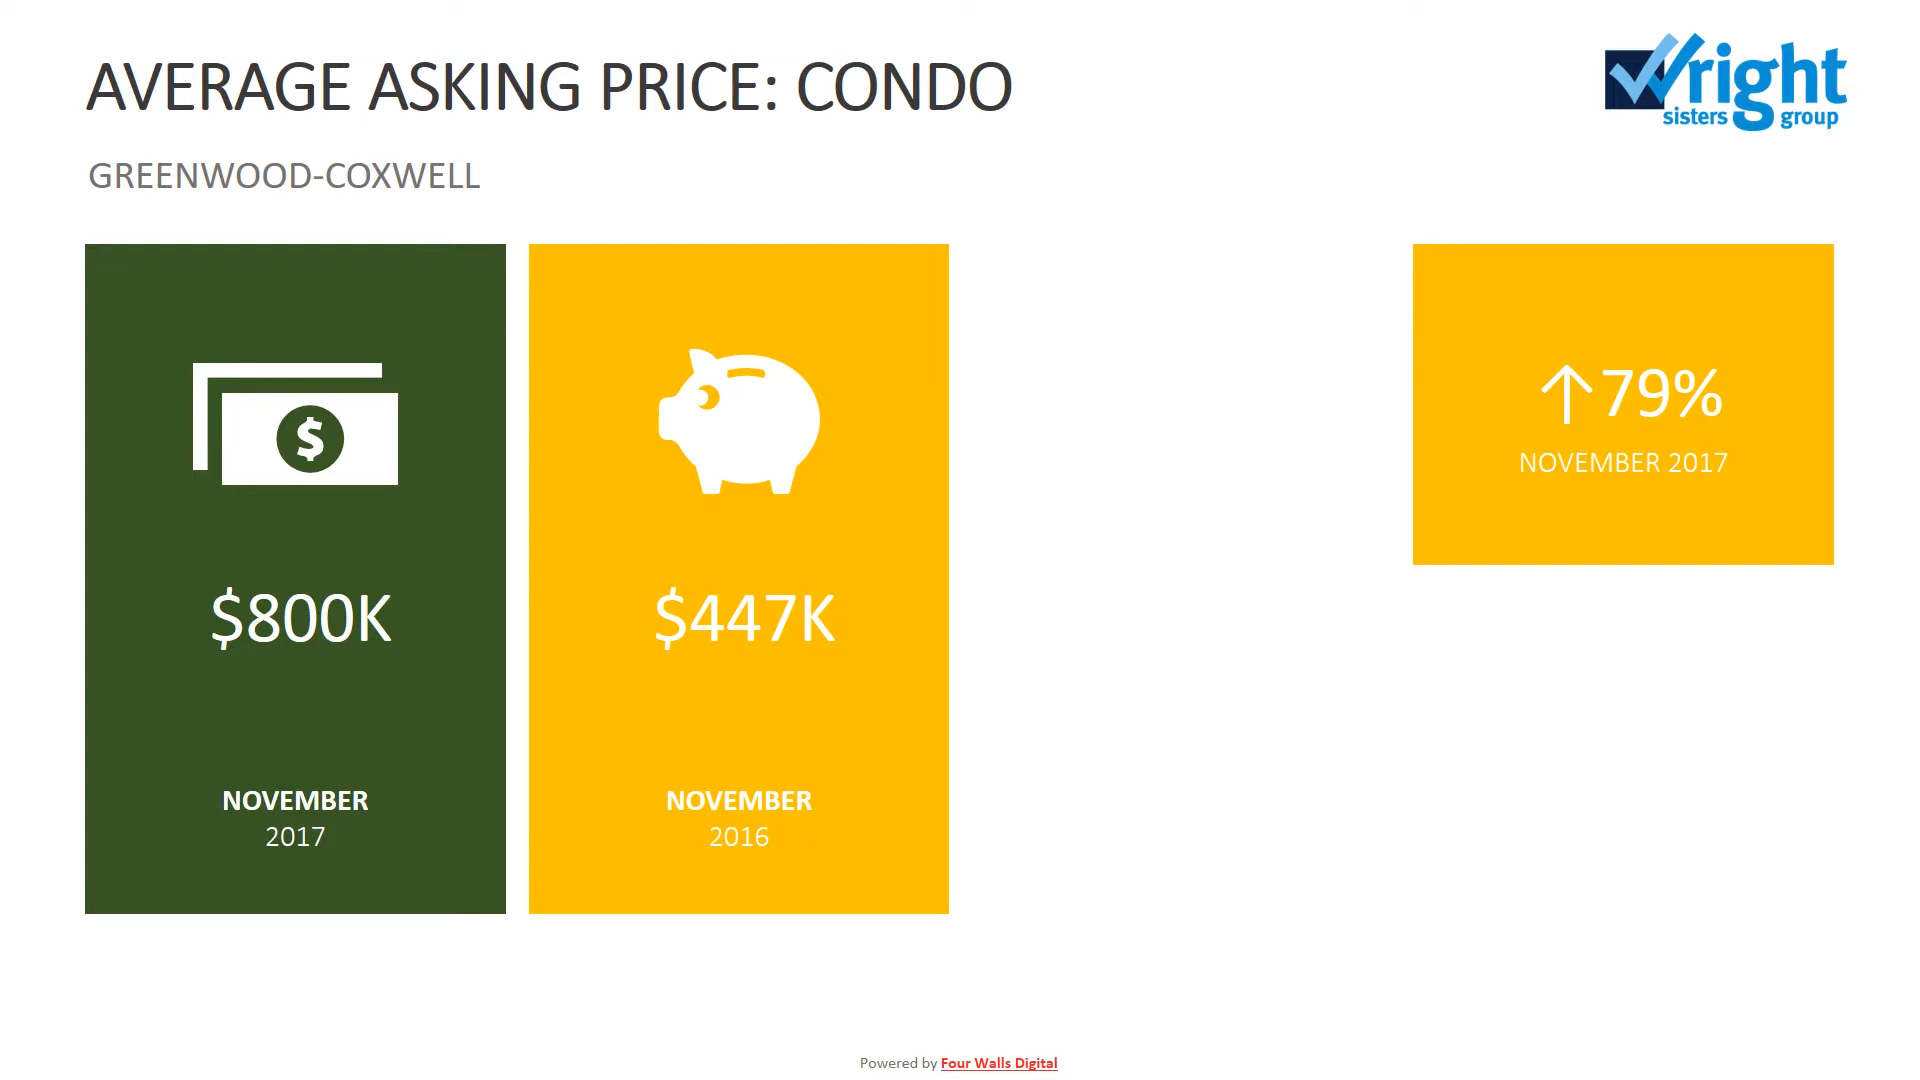 AVERAGE ASKING PRICE: CONDO
Wright
sisters group
GREENWOOD-COXWELL
$
$800K
NOVEMBER
2017
$447K
NOVEMBER
2016
↑79%
NOVEMBER 2017
Powered by Four Walls Digital